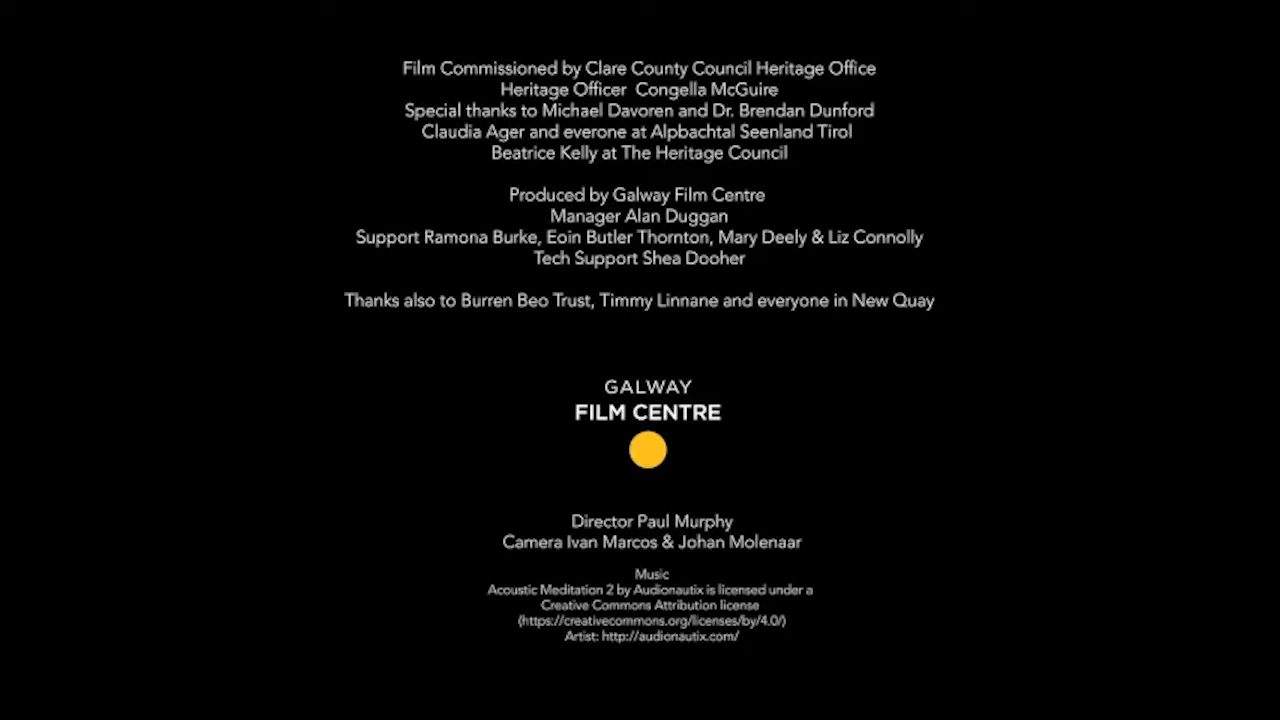 Film Commissioned by Clare County Council Heritage Office
Heritage Officer  Congella McGuire
Special thanks to Michael Davoren and Dr. Brendan Dunford
Claudia Ager and everone at Alpbachtal Seenland Tirol
Beatrice Kelly at The Heritage Council
Produced by Galway Film Centre
Manager Alan Duggan
Support Ramona Burke, Eoin Butler Thornton, Mary Deely & Liz Connolly
Tech Support Shea Dooher
Thanks also to Burren Beo Trust, Timmy Linnane and everyone in New Quay
GALWAY
FILM CENTRE
Director Paul Murphy
Camera Ivan Marcos & Johan Molenaar
Music
Acoustic Meditation 2 by Audionautix is licensed under a
Creative Commons Attribution license
(https://creativecommons.org/licenses/by/4.0/)
Artist: http://audionautix.com/